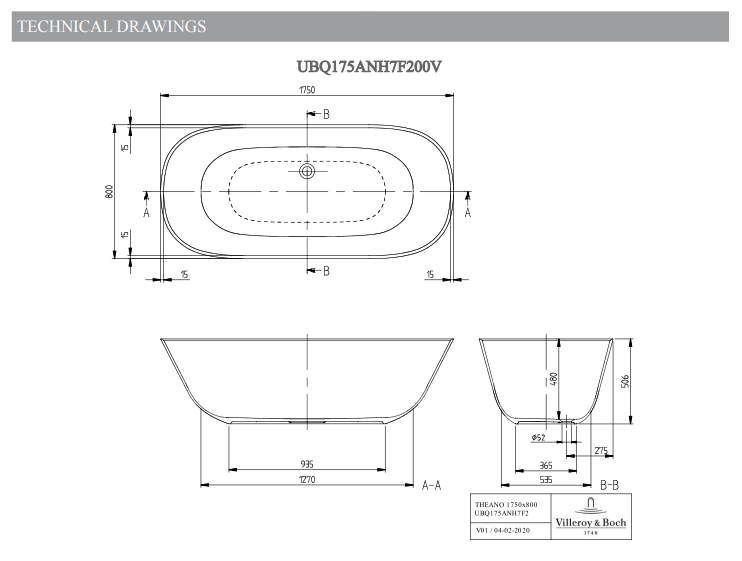 TECHNICAL DRAWINGS
UBQ175ANH7F200V
1750
B
15
800
A
A
15
B
15
15
480
506
ø52
275
935
365
1270
A-A
535
B-B
THEANO 1750x800
UBQ175ANH7F2
Villeroy & Boch
1748
V01 / 04-02-2020